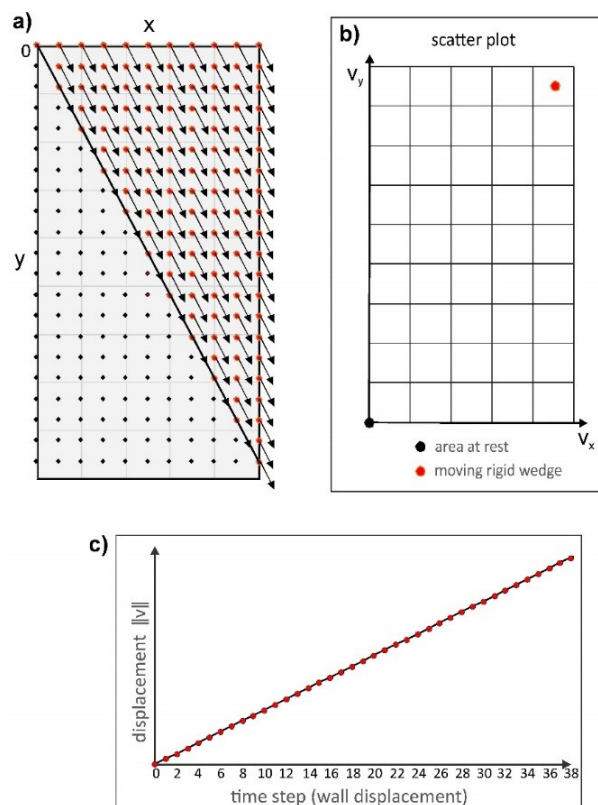 a)
x
0
y
b)
scatter plot
Vy
Vx
area at rest
moving rigid wedge
c)
displacement ‖v‖
0 2 4 6 8 10 12 14 16 18 20 22 24 26 28 30 32 34 36 38
time step (wall displacement)